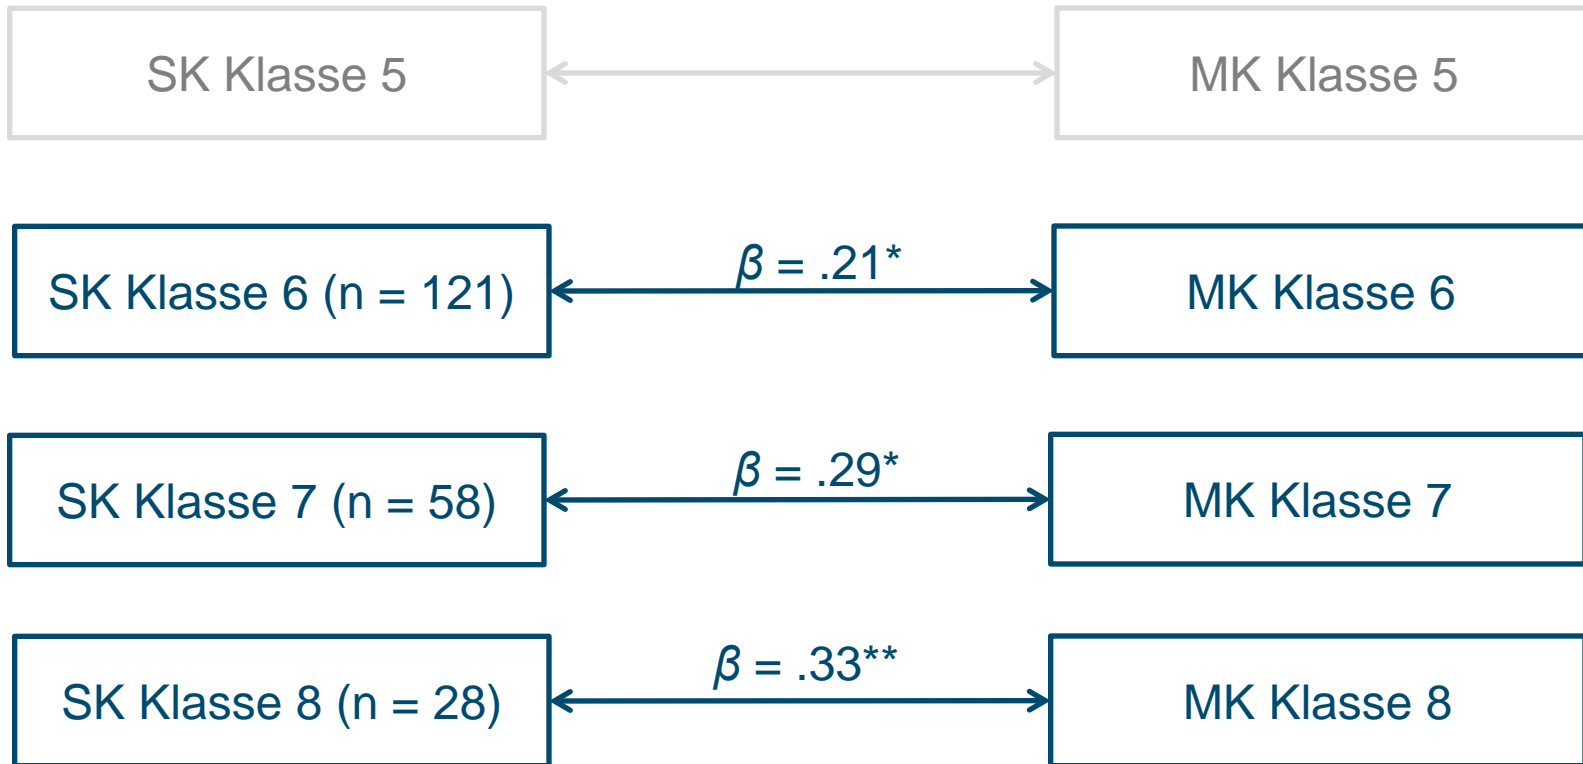 SK Klasse 5
MK Klasse 5
SK Klasse 6 (n = 121)
β = .21*
MK Klasse 6
SK Klasse 7 (n = 58)
β = .29*
MK Klasse 7
SK Klasse 8 (n = 28)
β = .33**
MK Klasse 8